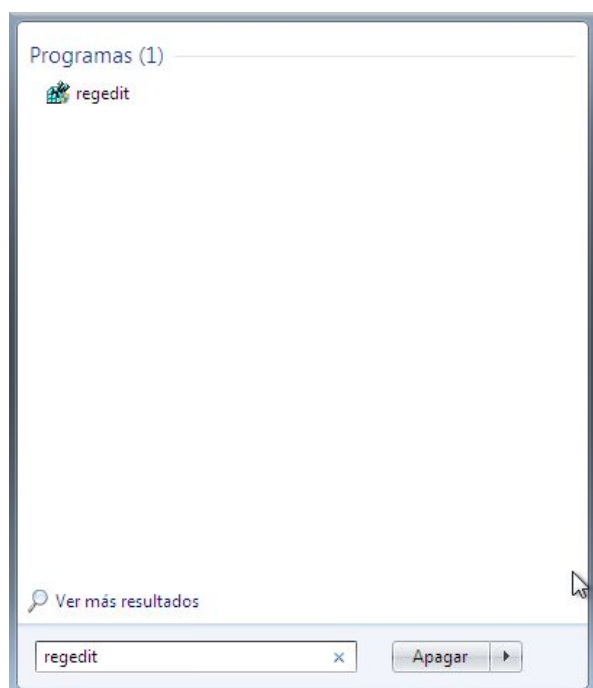 Programas (1)
regedit
Ver más resultados
regedit
Apagar